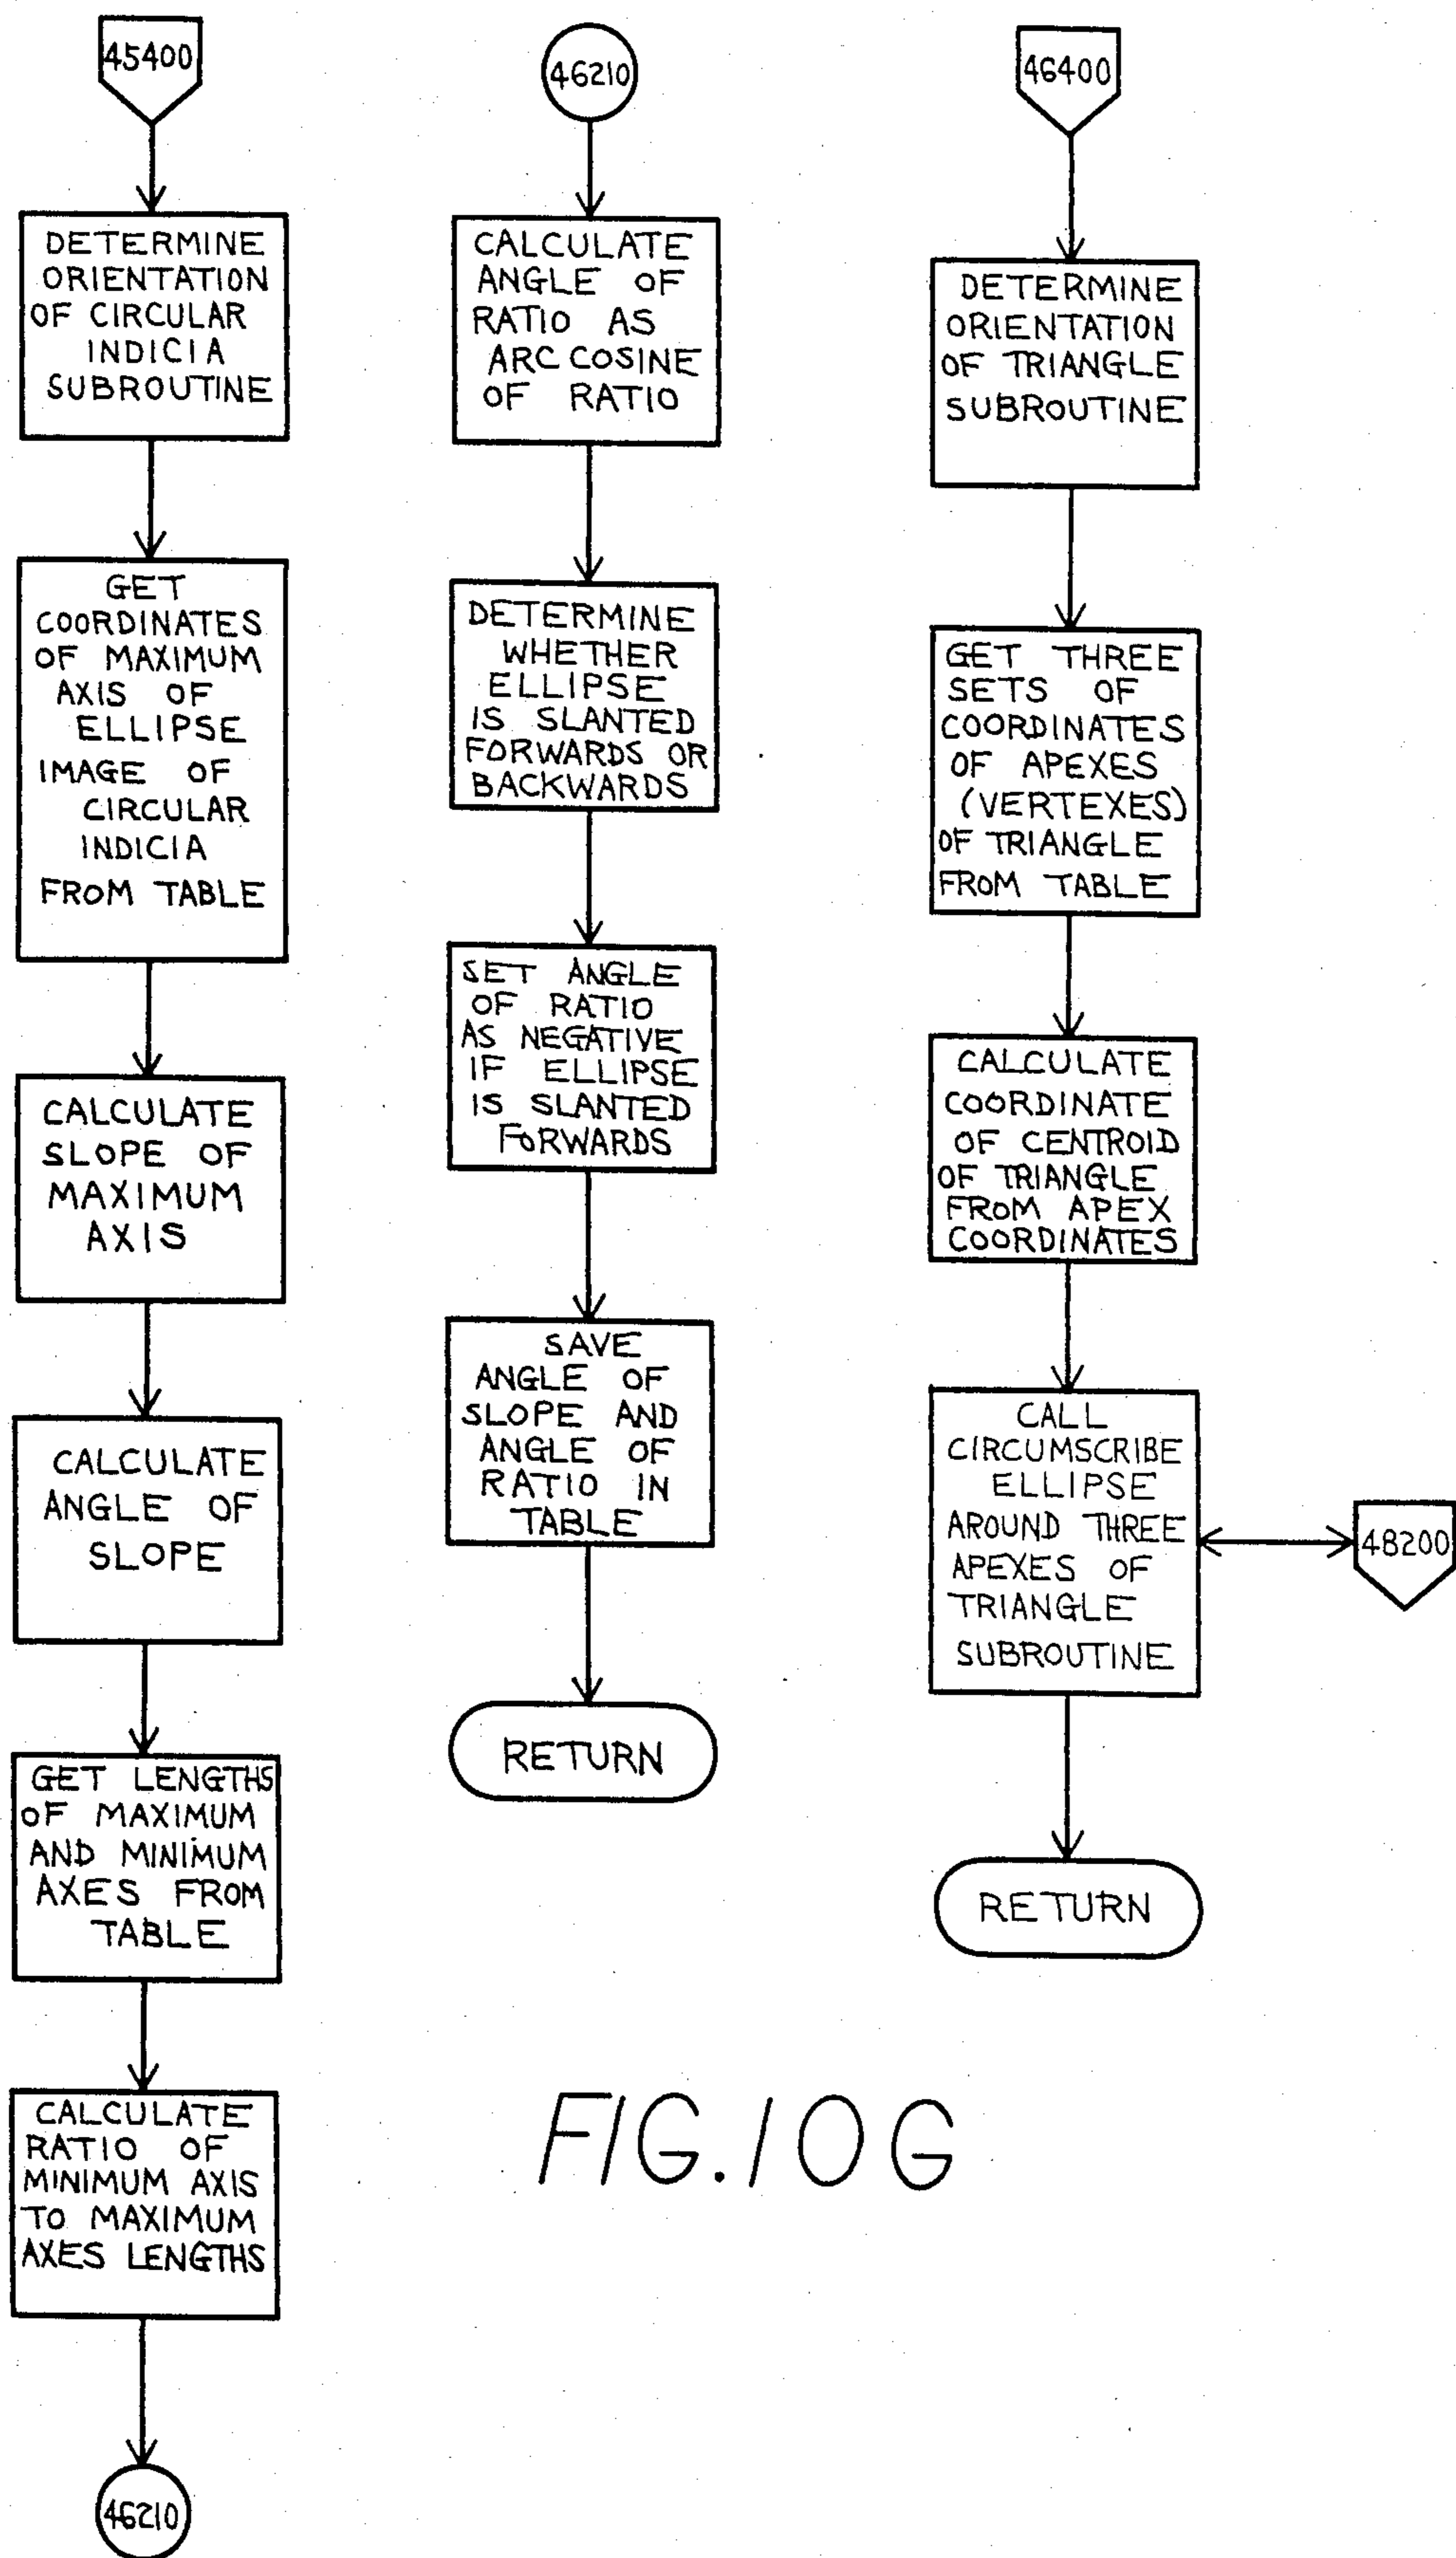 45400
DETERMINE
ORIENTATION
OF CIRCULAR
INDICIA
SUBROUTINE
GET
COORDINATES
OF MAXIMUM
AXIS OF
ELLIPSE
IMAGE OF
CIRCULAR
INDICIA
FROM TABLE
CALCULATE
SLOPE OF
MAXIMUM
AXIS
CALCULATE
ANGLE OF
SLOPE
GET LENGTHS
OF MAXIMUM
AND MINIMUM
AXES FROM
TABLE
CALCULATE
RATIO OF
MINIMUM AXIS
TO MAXIMUM
AXES LENGTHS
46210
46210
CALCULATE
ANGLE OF
RATIO AS
ARC COSINE
OF RATIO
DETERMINE
WHETHER
ELLIPSE
IS SLANTED
FORWARDS OR
BACKWARDS
SET ANGLE
OF RATIO
AS NEGATIVE
IF ELLIPSE
IS SLANTED
FORWARDS
SAVE
ANGLE OF
SLOPE AND
ANGLE OF
RATIO IN
TABLE
RETURN
46400
DETERMINE
ORIENTATION
OF TRIANGLE
SUBROUTINE
GET THREE
SETS OF
COORDINATES
OF APEXES
(VERTEXES)
OF TRIANGLE
FROM TABLE
CALCULATE
COORDINATE
OF CENTROID
OF TRIANGLE
FROM APEX
COORDINATES
CALL
CIRCUMSCRIBE
ELLIPSE
AROUND THREE
APEXES OF
TRIANGLE
SUBROUTINE
48200
RETURN
FIG. 10G